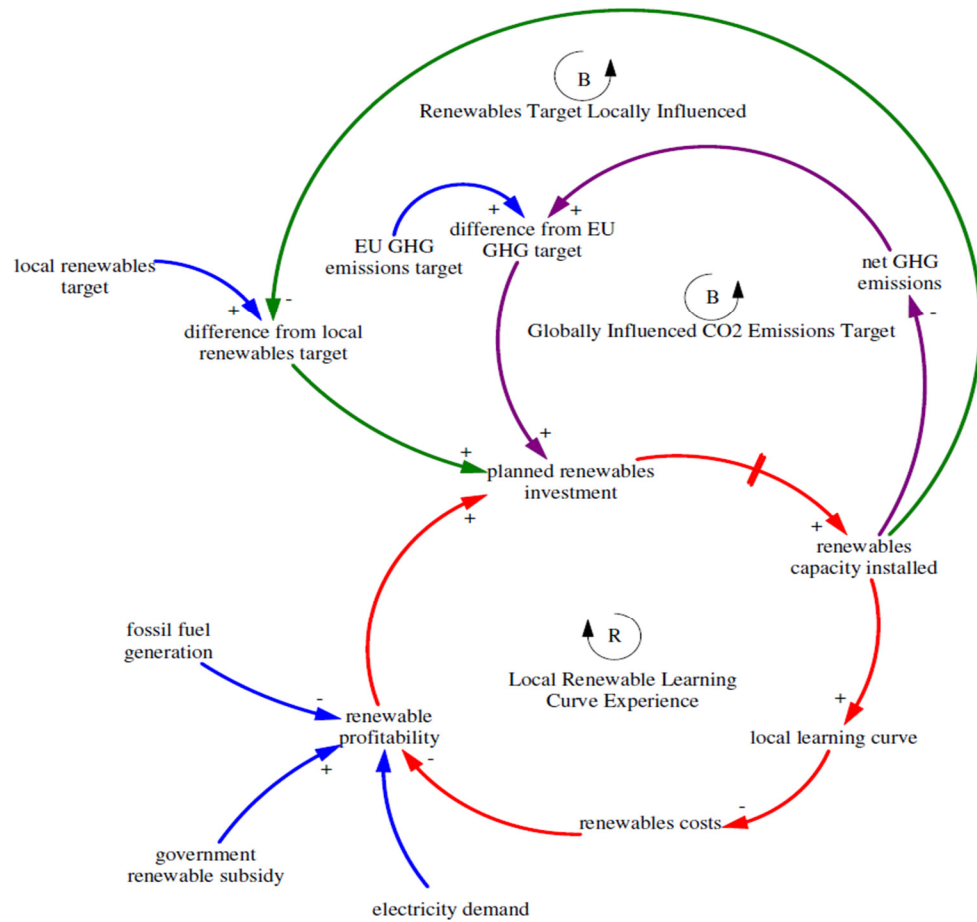 B
Renewables Target Locally Influenced
+
+
-
EU GHG
emissions target
difference from EU
GHG target
net GHG
emissions
local renewables
target
+
-
difference from local
renewables target
B
Globally Influenced CO2 Emissions Target
-
+
+
planned renewables
investment
+
+
renewables
capacity installed
fossil fuel
generation
R
Local Renewable Learning
Curve Experience
-
+
renewable
profitability
local learning curve
+
-
-
renewables costs
government
renewable subsidy
electricity demand